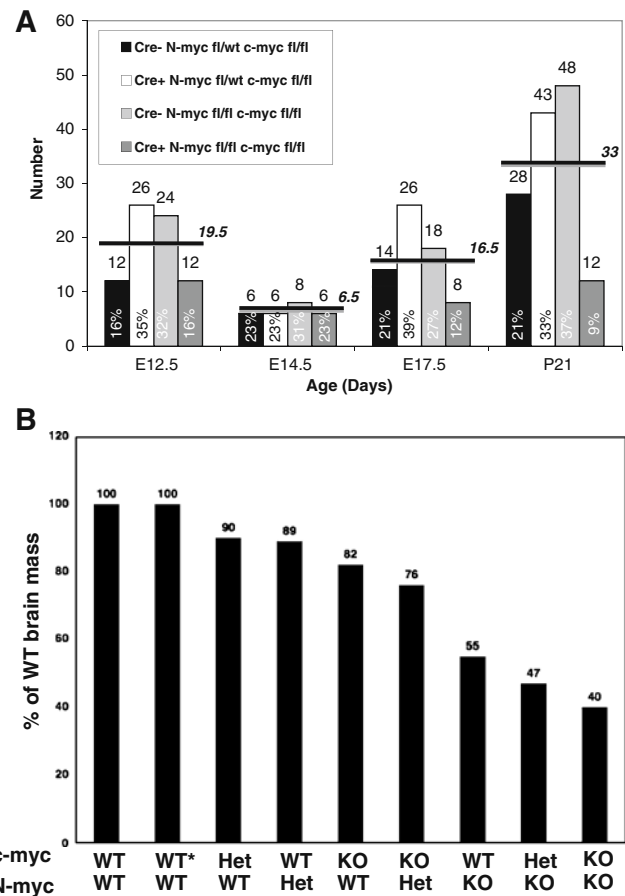 A
Number
60
50
40
30
20
10
0
Cre- N-myc fl/wt c-myc fl/fl
Cre+ N-myc fl/wt c-myc fl/fl
Cre- N-myc fl/fl c-myc fl/fl
Cre+ N-myc fl/fl c-myc fl/fl
12 26 24 12 19.5
16% 35% 32% 16%
6 6 8 6 6.5
23% 23% 31% 23%
14 26 18 8 16.5
21% 39% 27% 12%
28 43 48 12 33
21% 33% 37% 9%
E12.5 E14.5 E17.5 P21
Age (Days)
B
% of WT brain mass
120
100
80
60
40
20
0
100 100 90 89 82 76 55 47 40
c-myc WT WT* Het WT KO KO WT Het KO
N-myc WT WT WT Het WT Het KO KO KO